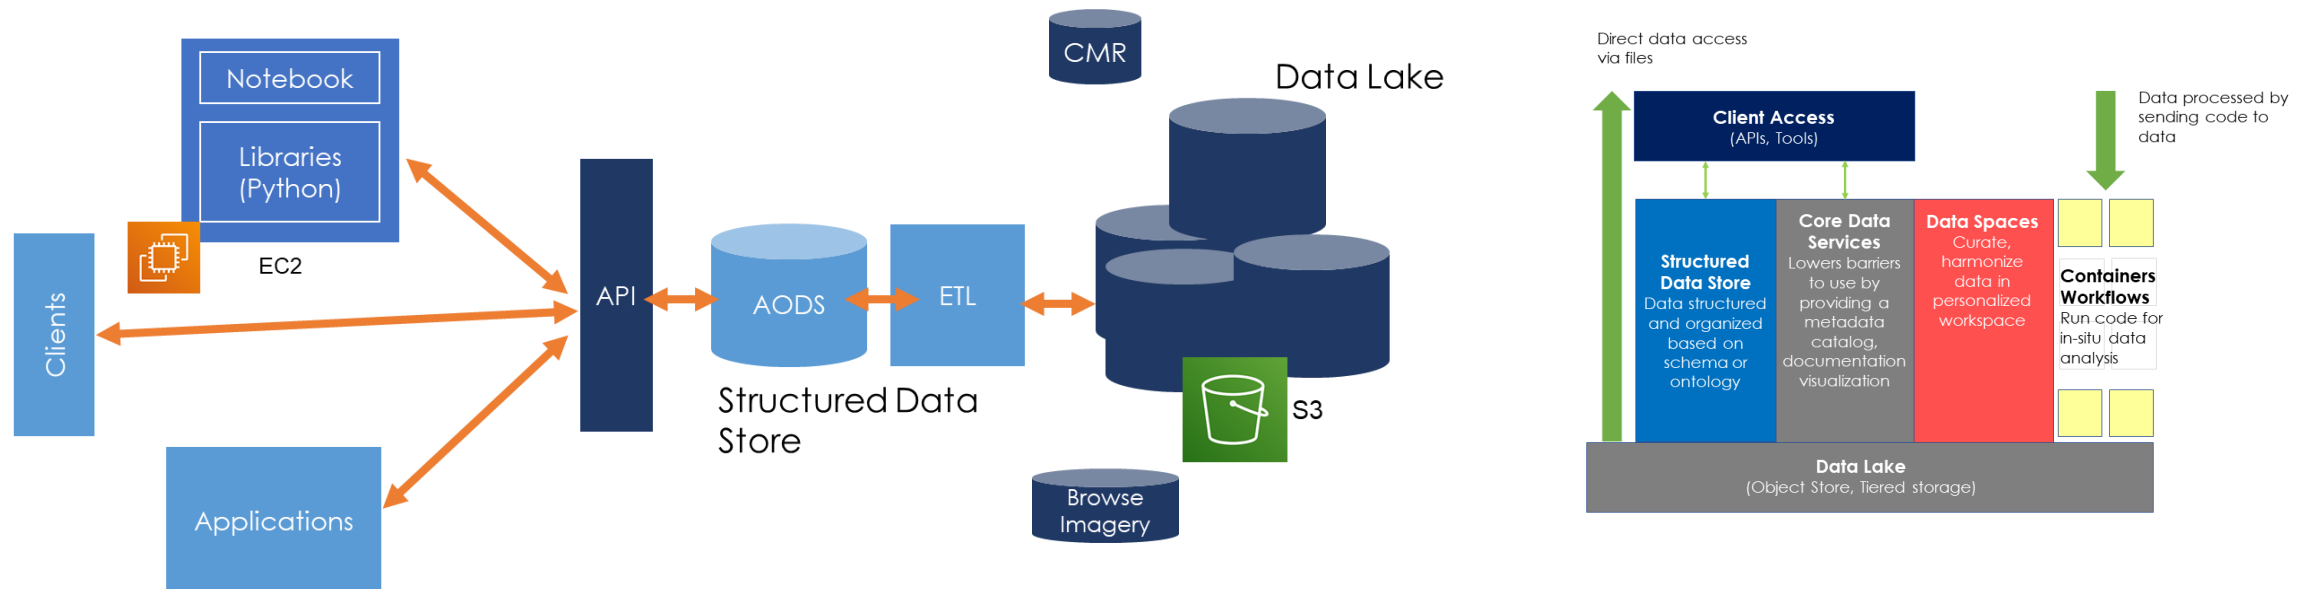 Notebook
Libraries
(Python)
EC2
Clients
Applications
API
AODS
ETL
Structured Data
Store
CMR
Data Lake
S3
Browse
Imagery
Direct data access
via files
Client Access
(APIs, Tools)
Data processed by
sending code to
data
Structured
Data Store
Data structured
and organized
based on
schema or
ontology
Core Data
Services
Lowers barriers
to use by
providing a
metadata
catalog,
documentation
visualization
Data Spaces
Curate,
harmonize
data in
personalized
workspace
Containers
Workflows
Run code for
in-situ data
analysis
Data Lake
(Object Store, Tiered storage)